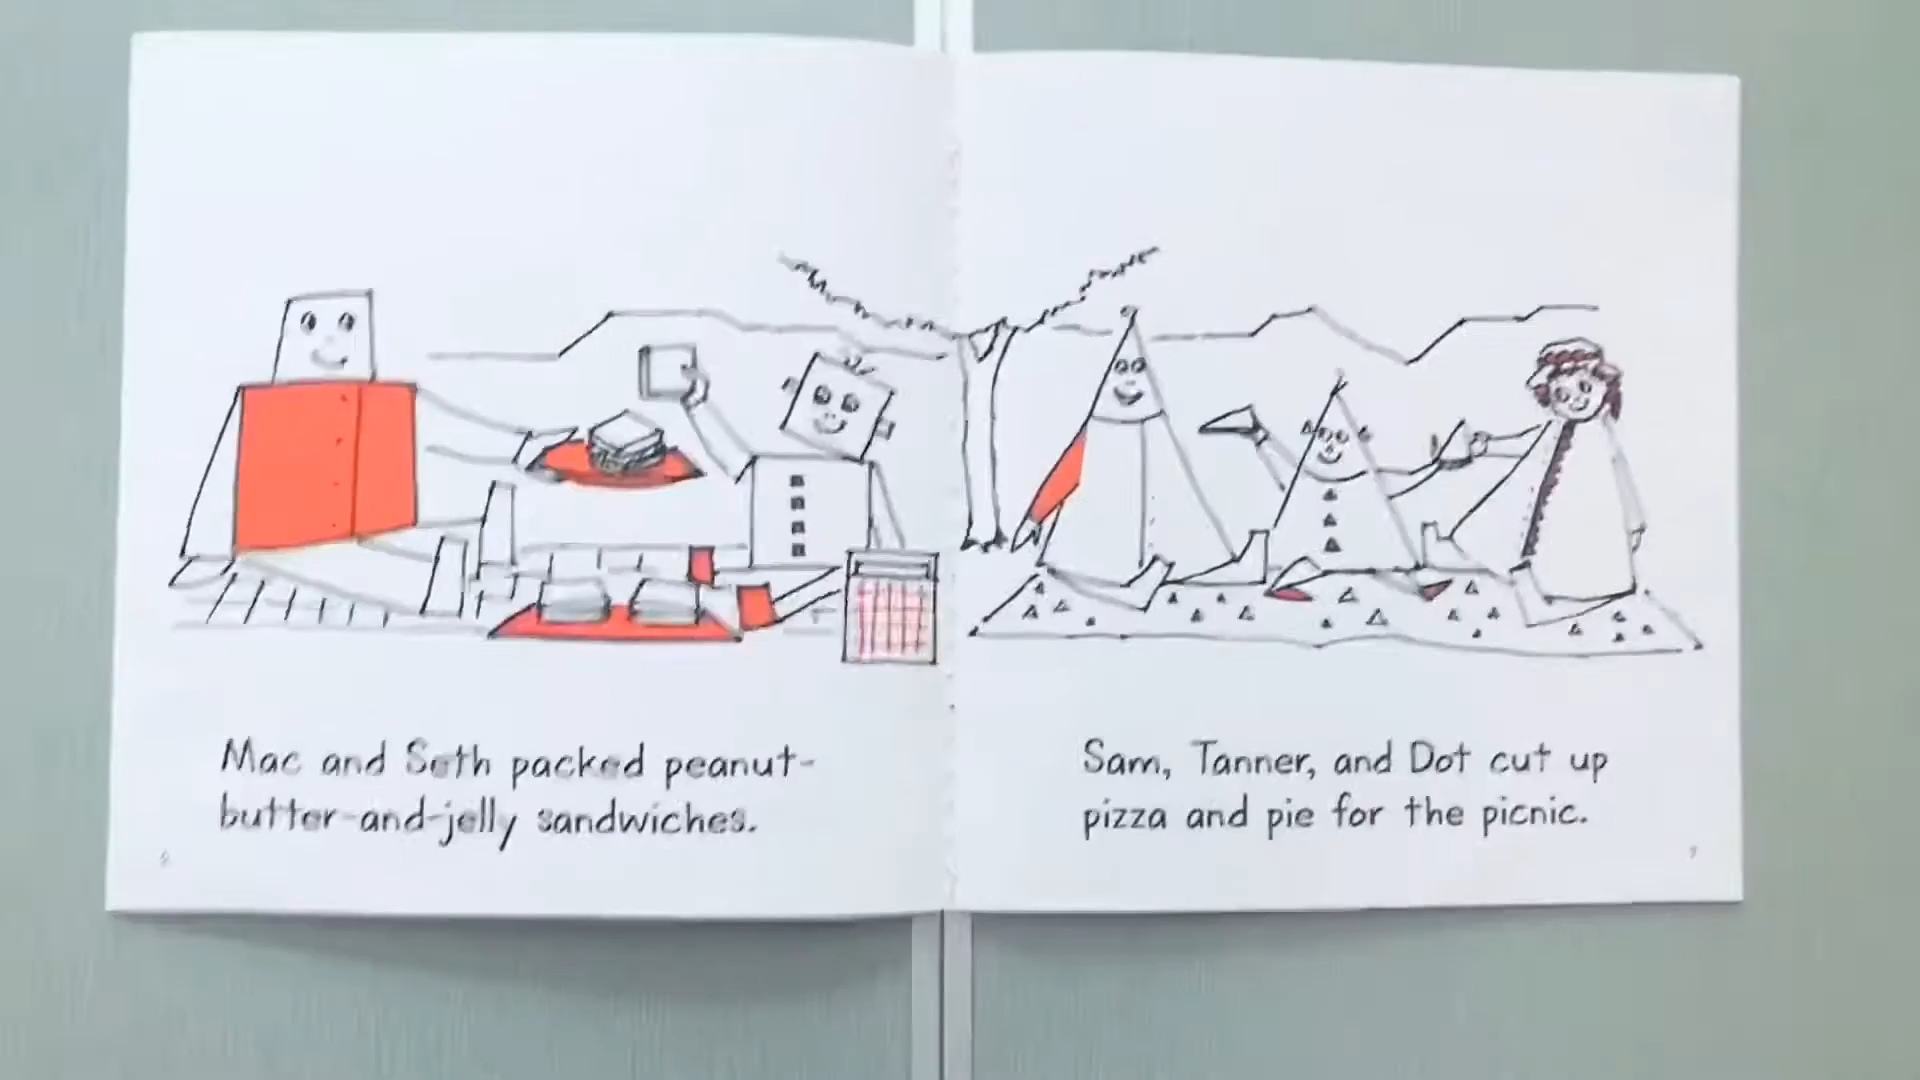 Mac and Seth packed peanut-
butter-and-jelly sandwiches.
Sam, Tanner, and Dot cut up
pizza and pie for the picnic.